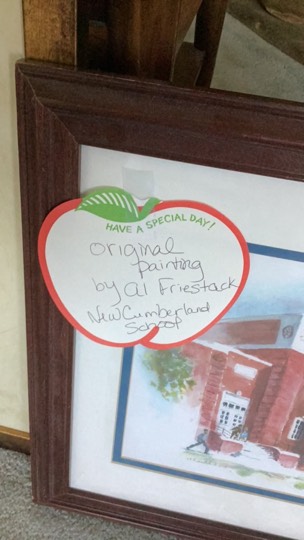 HAVE A SPECIAL DAY!
original
painting
by al Friestack
New Cumberland
School